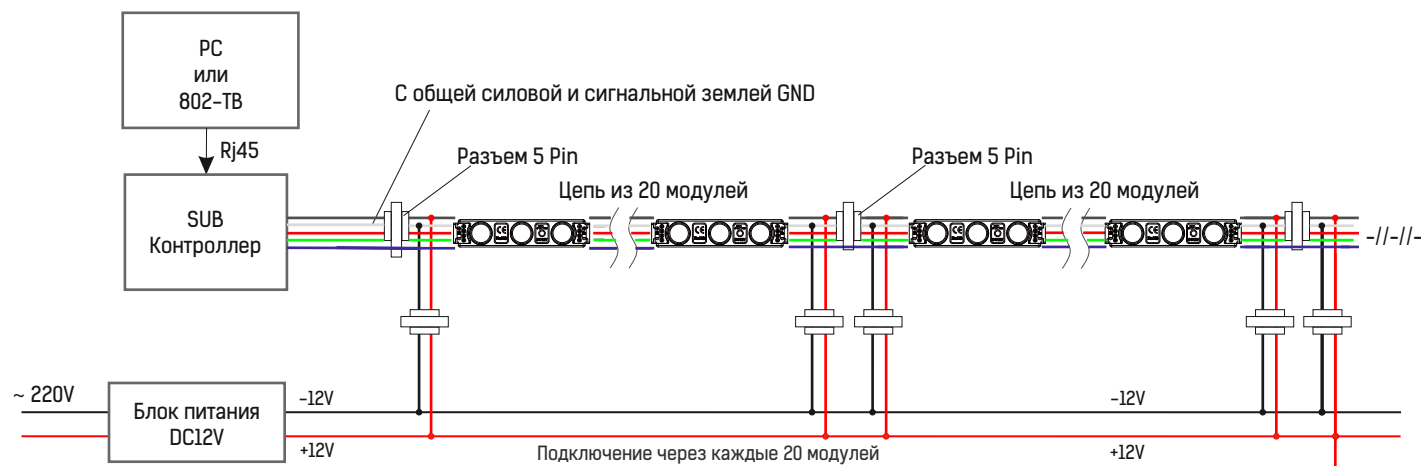 PC
или
802-TB
Rj45
С общей силовой и сигнальной землей GND
Разъем 5 Pin
Разъем 5 Pin
Цепь из 20 модулей
Цепь из 20 модулей
SUB
Контроллер
-//-//-
~ 220V
Блок питания
DC12V
-12V
-12V
+12V
Подключение через каждые 20 модулей
+12V